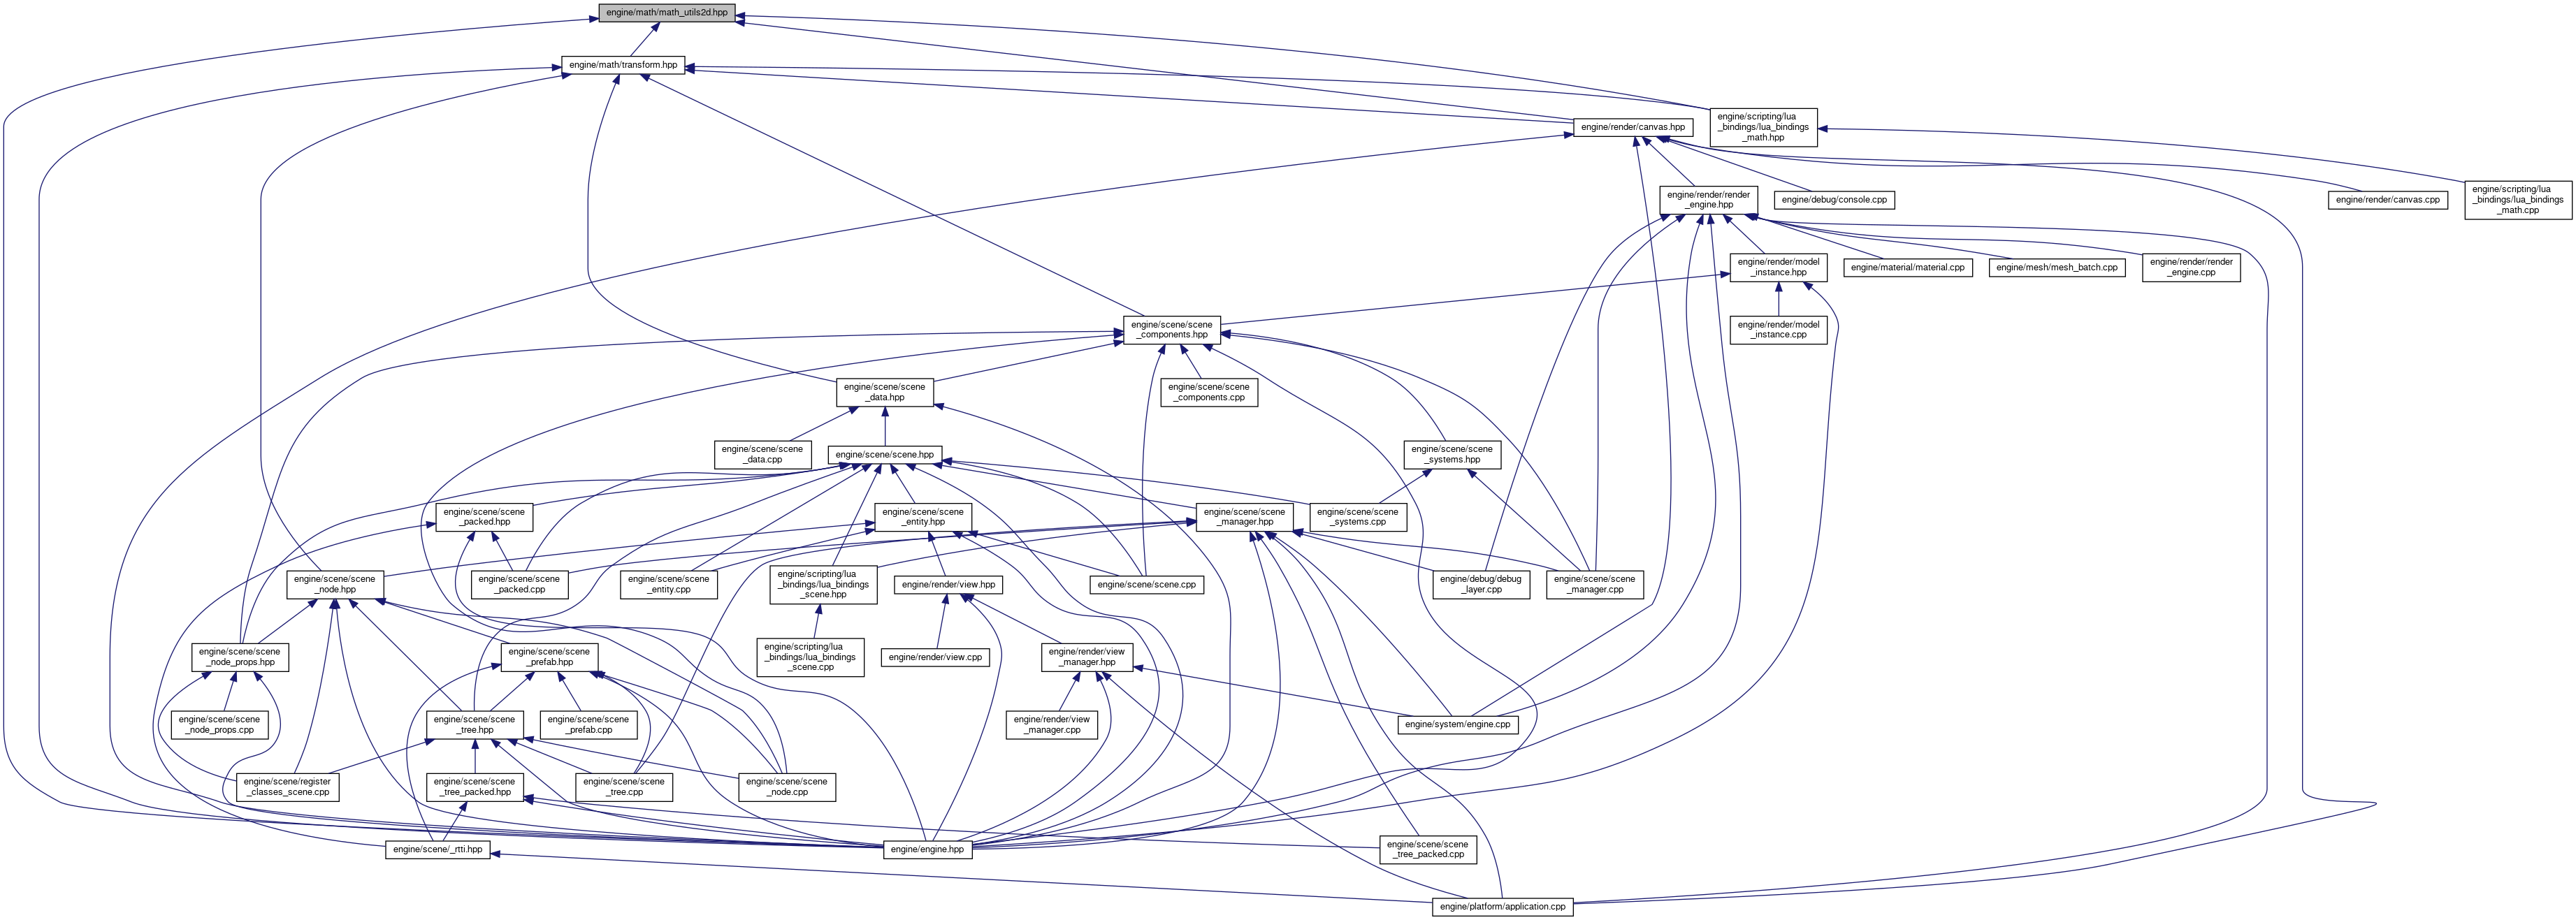 engine/math/math_utils2d.hpp
engine/math/transform.hpp
engine/render/canvas.hpp
engine/scripting/lua
_bindings/lua_bindings
_math.hpp
engine/render/render
_engine.hpp
engine/debug/console.cpp
engine/render/canvas.cpp
engine/scripting/lua
_bindings/lua_bindings
_math.cpp
engine/render/model
_instance.hpp
engine/material/material.cpp
engine/mesh/mesh_batch.cpp
engine/render/render
_engine.cpp
engine/scene/scene
_components.hpp
engine/render/model
_instance.cpp
engine/scene/scene
_data.hpp
engine/scene/scene
_components.cpp
engine/scene/scene
_data.cpp
engine/scene/scene.hpp
engine/scene/scene
_systems.hpp
engine/scene/scene
_packed.hpp
engine/scene/scene
_entity.hpp
engine/scene/scene
_manager.hpp
engine/scene/scene
_systems.cpp
engine/scene/scene
_node.hpp
engine/scene/scene
_packed.cpp
engine/scene/scene
_entity.cpp
engine/scripting/lua
_bindings/lua_bindings
_scene.hpp
engine/render/view.hpp
engine/scene/scene.cpp
engine/debug/debug
_layer.cpp
engine/scene/scene
_manager.cpp
engine/scene/scene
_node_props.hpp
engine/scene/scene
_prefab.hpp
engine/scripting/lua
_bindings/lua_bindings
_scene.cpp
engine/render/view.cpp
engine/render/view
_manager.hpp
engine/scene/scene
_node_props.cpp
engine/scene/scene
_tree.hpp
engine/scene/scene
_prefab.cpp
engine/render/view
_manager.cpp
engine/system/engine.cpp
engine/scene/register
_classes_scene.cpp
engine/scene/scene
_tree_packed.hpp
engine/scene/scene
_tree.cpp
engine/scene/scene
_node.cpp
engine/scene/_rtti.hpp
engine/engine.hpp
engine/scene/scene
_tree_packed.cpp
engine/platform/application.cpp